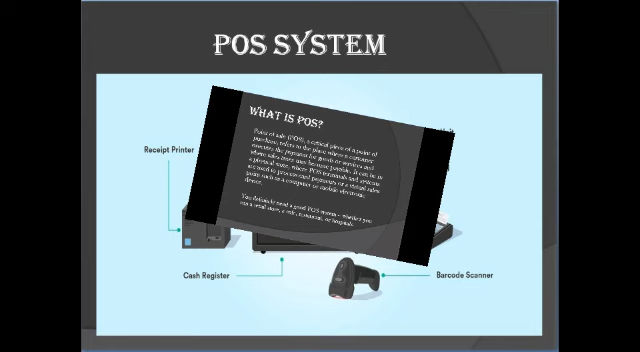 POS SYSTEM
WHAT IS POS?
Point of sale (POS), a critical piece of a point of
purchase, refers to the place where a customer
executes the payment for goods or services and
where sales taxes may become payable. It can be in
a physical store, where POS terminals and systems
are used to process card payments or a virtual sales
point such as a computer or mobile electronic
device.
You definitely need a good POS system – whether you
run a retail store, a cafe, restaurant, or hospitals.
Receipt Printer
Cash Register
Barcode Scanner